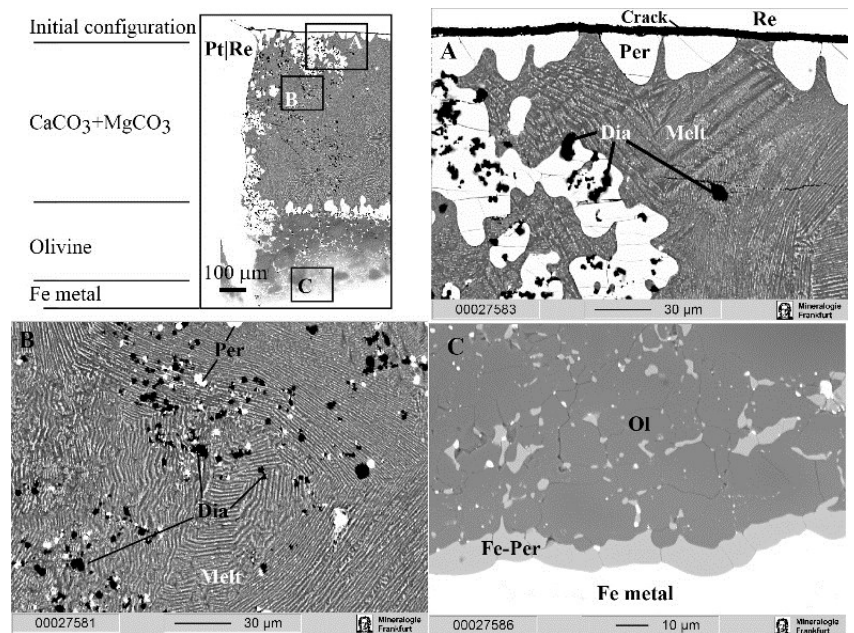 Initial configuration
Pt|Re
A
B
CaCO3+MgCO3
Olivine
100 µm
C
Fe metal
Crack
Re
A
Per
Dia
Melt
00027583
30 µm
Mineralogie
Frankfurt
B
Per
Dia
Melt
00027581
30 µm
Mineralogie
Frankfurt
C
Ol
Fe-Per
Fe metal
00027586
10 µm
Mineralogie
Frankfurt